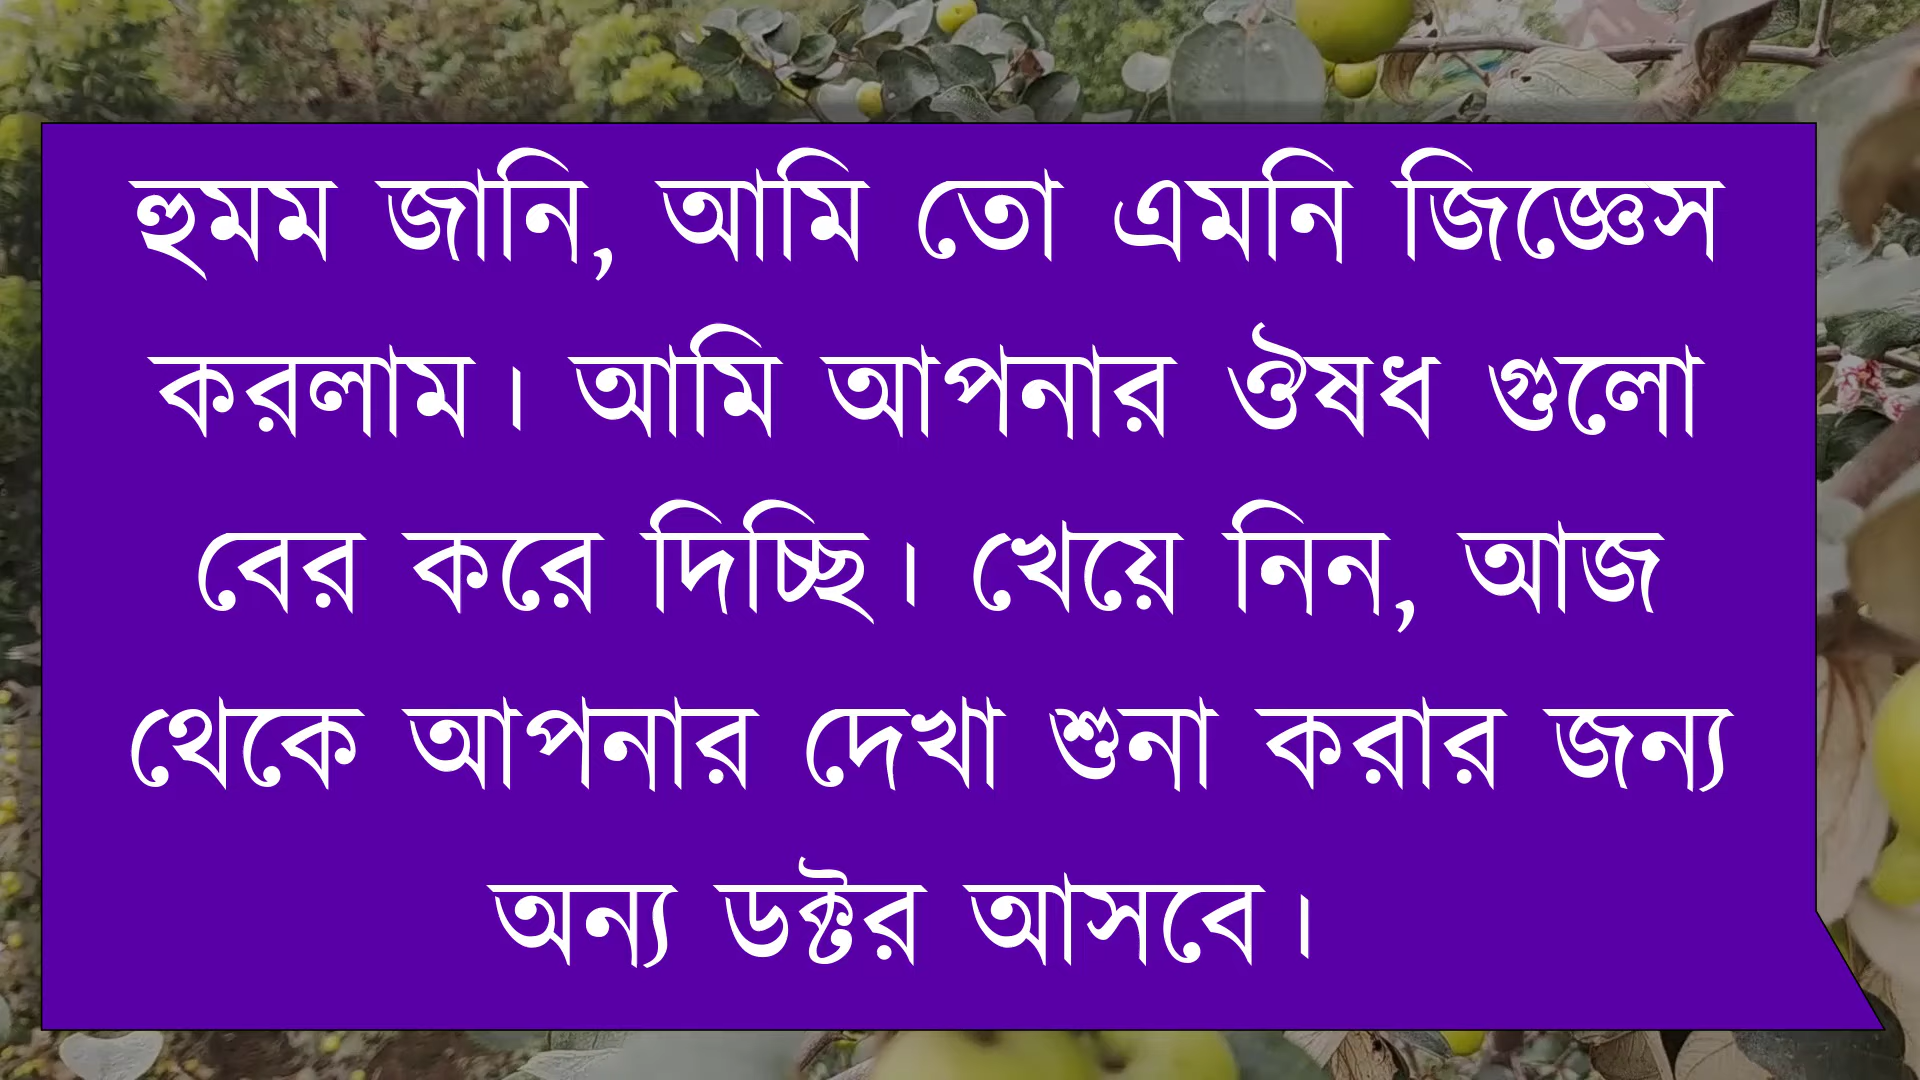 হুমম জানি, আমি তো এমনি জিজ্ঞেস
করলাম। আমি আপনার ঔষধ গুলো
বের করে দিচ্ছি। খেয়ে নিন, আজ
থেকে আপনার দেখা শুনা করার জন্য
অন্য ডক্টর আসবে।